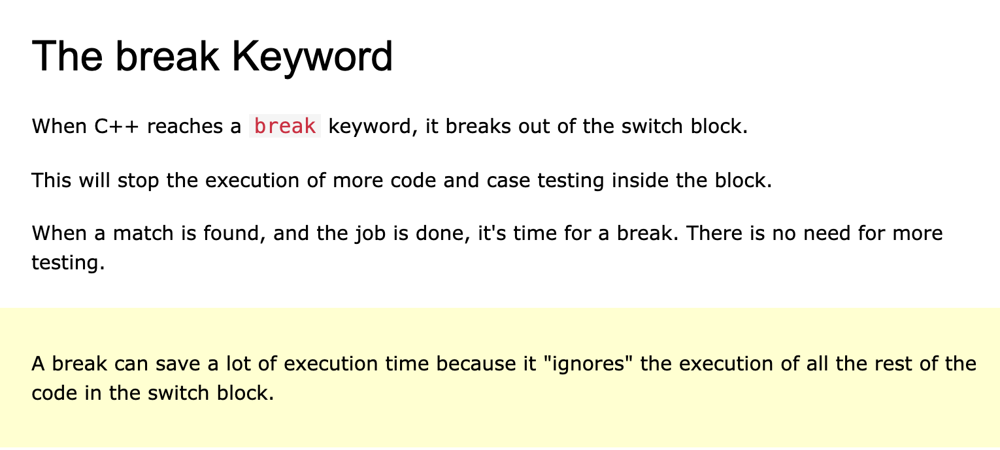 The break Keyword
When C++ reaches a break keyword, it breaks out of the switch block.
This will stop the execution of more code and case testing inside the block.
When a match is found, and the job is done, it's time for a break. There is no need for more
testing.
A break can save a lot of execution time because it "ignores" the execution of all the rest of the
code in the switch block.